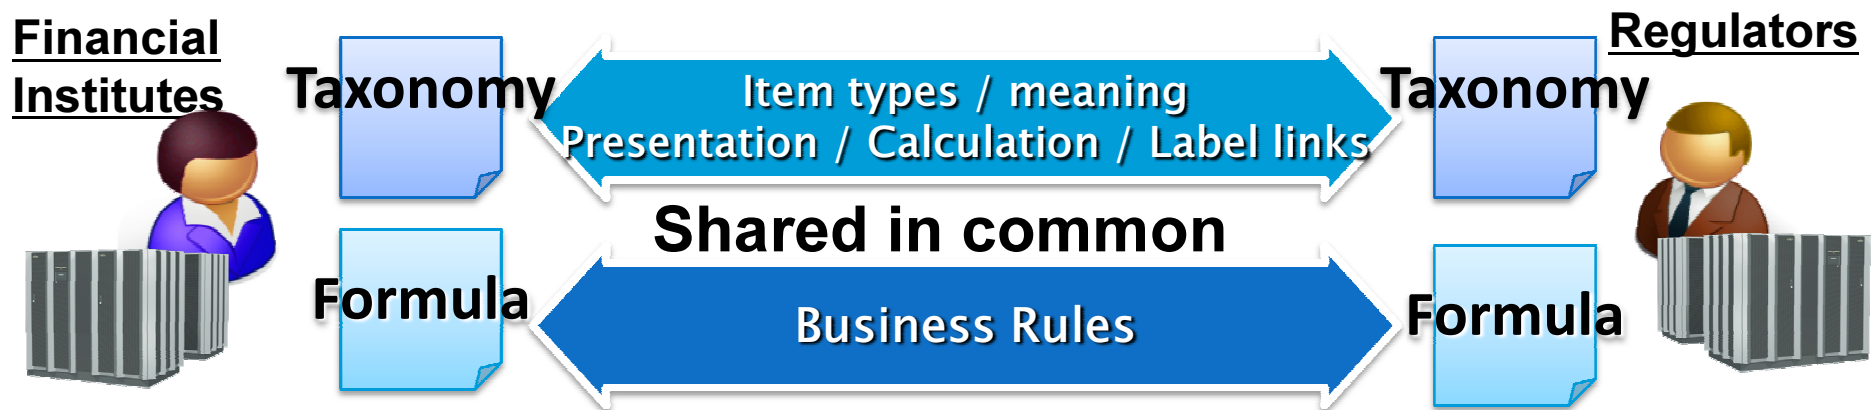 Financial
Institutes
Taxonomy
Item types / meaning
Presentation / Calculation / Label links
Taxonomy
Regulators
Shared in common
Formula
Business Rules
Formula